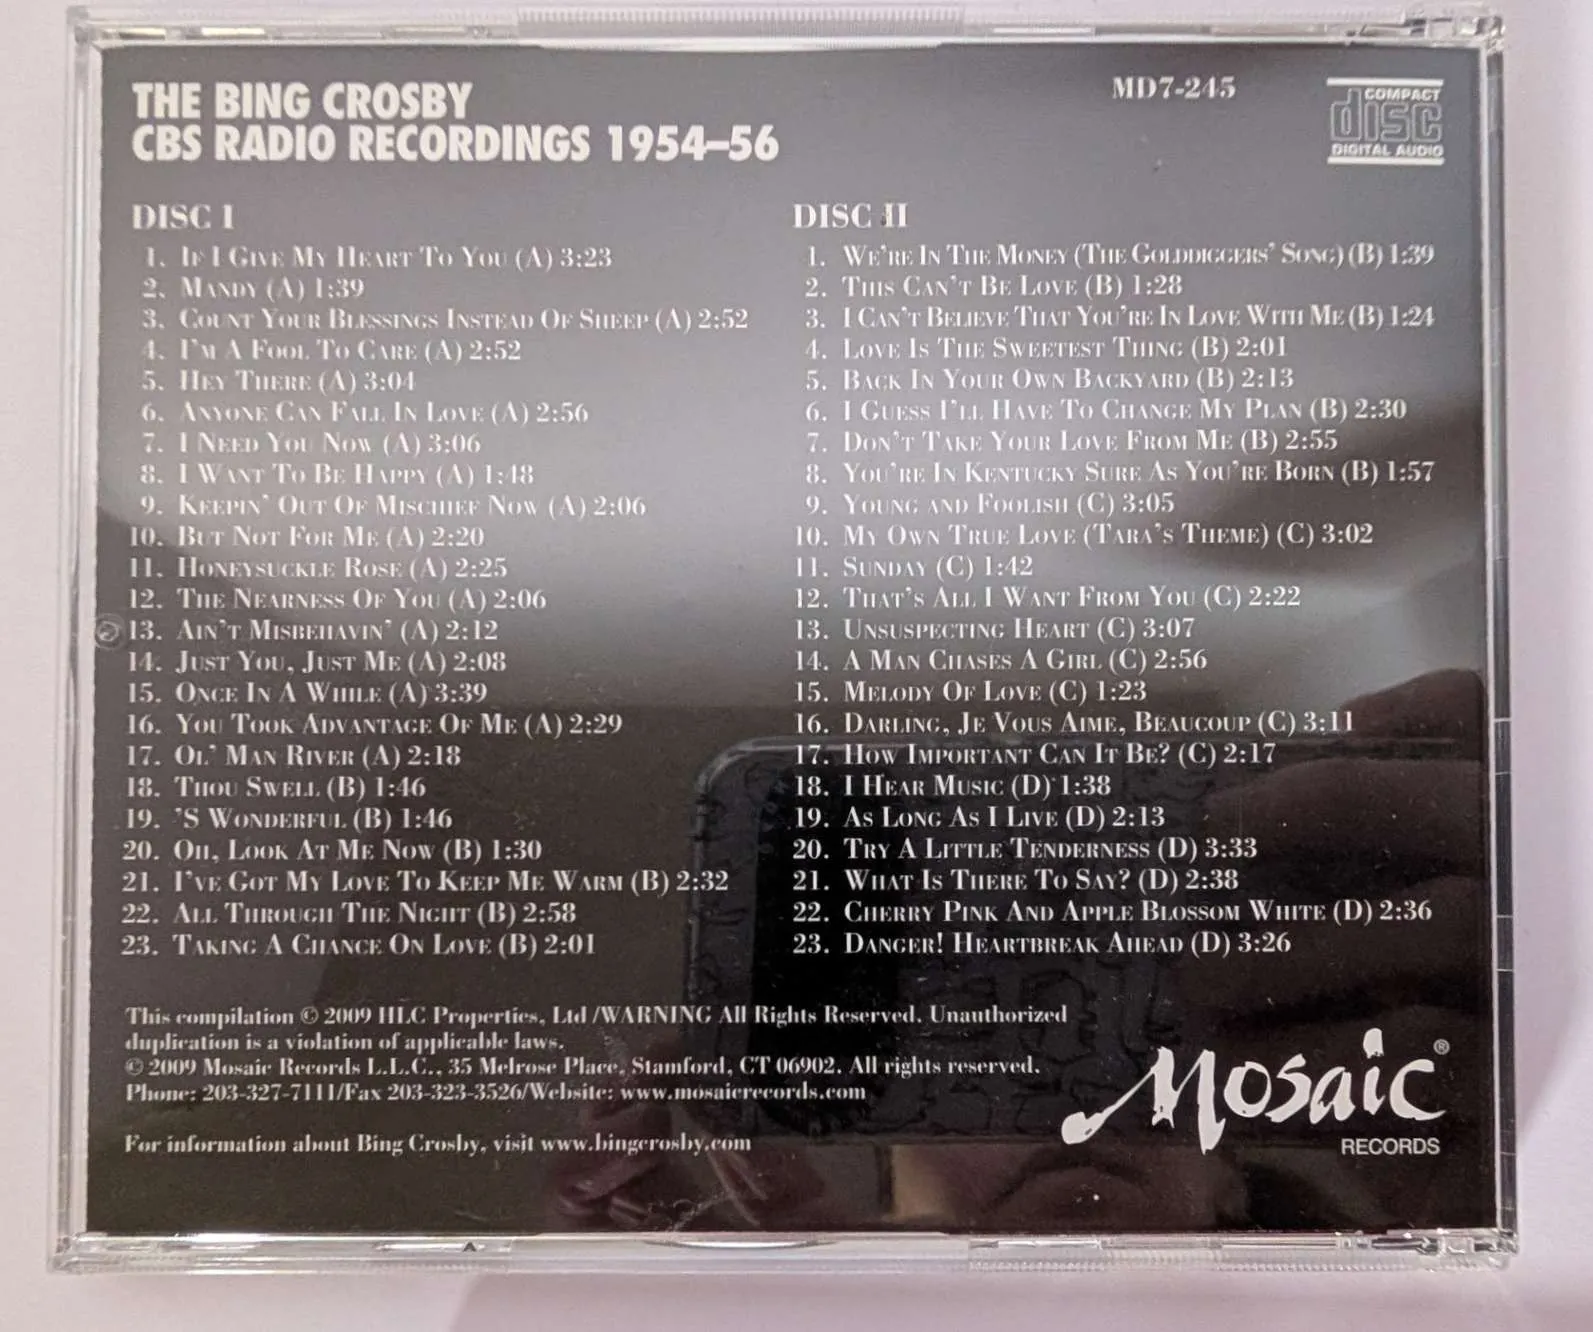 THE BING CROSBY
CBS RADIO RECORDINGS 1954–56
MD7-245
COMPACT
disc
DIGITAL AUDIO
DISC I
1. If I Give My Heart To You (A) 3:23
2. Mandy (A) 1:39
3. Count Your Blessings Instead Of Sheep (A) 2:52
4. I'm A Fool To Care (A) 2:52
5. Hey There (A) 3:04
6. Anyone Can Fall In Love (A) 2:56
7. I Need You Now (A) 3:06
8. I Want To Be Happy (A) 1:48
9. Keepin' Out Of Mischief Now (A) 2:06
10. But Not For Me (A) 2:20
11. Honeysuckle Rose (A) 2:25
12. The Nearness Of You (A) 2:06
13. Ain't Misbehavin' (A) 2:12
14. Just You, Just Me (A) 2:08
15. Once In A While (A) 3:39
16. You Took Advantage Of Me (A) 2:29
17. Ol' Man River (A) 2:18
18. Thou Swell (B) 1:46
19. 'S Wonderful (B) 1:46
20. Oh, Look At Me Now (B) 1:30
21. I've Got My Love To Keep Me Warm (B) 2:32
22. All Through The Night (B) 2:58
23. Taking A Chance On Love (B) 2:01
DISC II
1. We're In The Money (The Golddiggers' Song) (B) 1:39
2. This Can't Be Love (B) 1:28
3. I Can't Believe That You're In Love With Me (B) 1:24
4. Love Is The Sweetest Thing (B) 2:01
5. Back In Your Own Backyard (B) 2:13
6. I Guess I'll Have To Change My Plan (B) 2:30
7. Don't Take Your Love From Me (B) 2:55
8. You're In Kentucky Sure As You're Born (B) 1:57
9. Young and Foolish (C) 3:05
10. My Own True Love (Tara's Theme) (C) 3:02
11. Sunday (C) 1:42
12. That's All I Want From You (C) 2:22
13. Unsuspecting Heart (C) 3:07
14. A Man Chases A Girl (C) 2:56
15. Melody Of Love (C) 1:23
16. Darling, Je Vous Aime, Beaucoup (C) 3:11
17. How Important Can It Be? (C) 2:17
18. I Hear Music (D) 1:38
19. As Long As I Live (D) 2:13
20. Try A Little Tenderness (D) 3:33
21. What Is There To Say? (D) 2:38
22. Cherry Pink And Apple Blossom White (D) 2:36
23. Danger! Heartbreak Ahead (D) 3:26
This compilation © 2009 HLC Properties, Ltd /WARNING All Rights Reserved. Unauthorized
duplication is a violation of applicable laws.
© 2009 Mosaic Records L.L.C., 35 Melrose Place, Stamford, CT 06902. All rights reserved.
Phone: 203-327-7111/Fax 203-323-3526/Website: www.mosaicrecords.com
For information about Bing Crosby, visit www.bingcrosby.com
Mosaic®
RECORDS